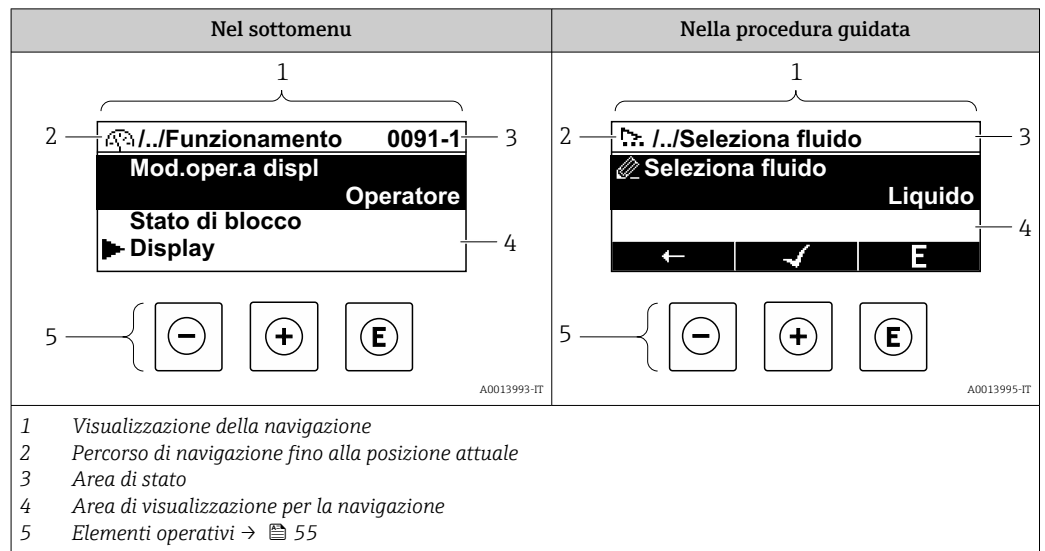 Nel sottomenu
1
2
/../Funzionamento 0091-1
3
Mod.oper.a displ
Operatore
Stato di blocco
Display
4
5
- + E
A0013993-IT
Nella procedura guidata
1
2
/../Seleziona fluido
3
Seleziona fluido
Liquido
4
← ✓ E
5
- + E
A0013995-IT
1 Visualizzazione della navigazione
2 Percorso di navigazione fino alla posizione attuale
3 Area di stato
4 Area di visualizzazione per la navigazione
5 Elementi operativi → 55